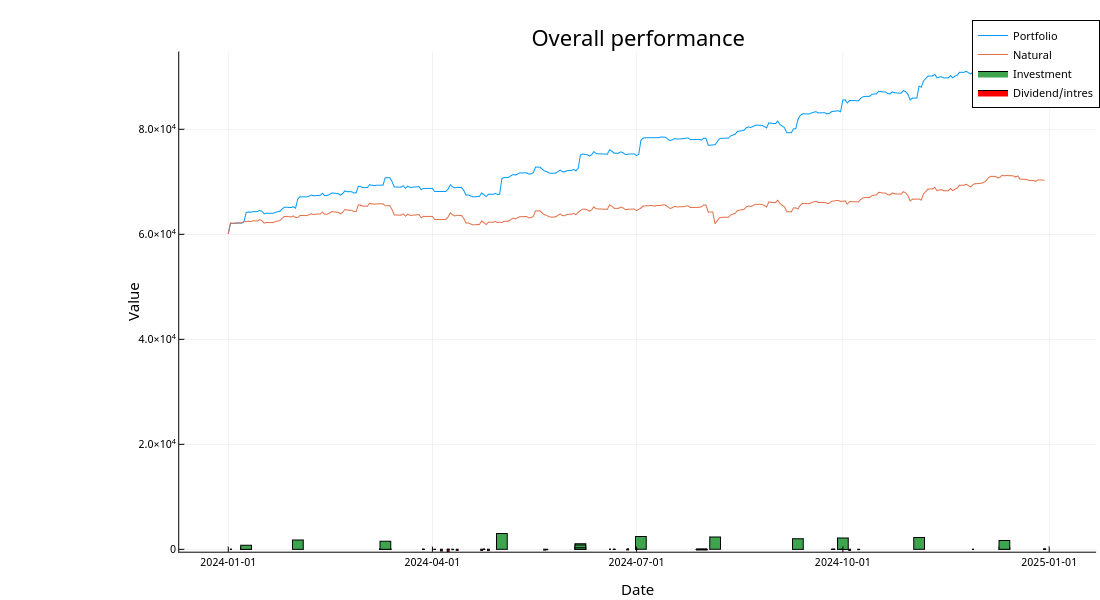 Overall performance
Portfolio
Natural
Investment
Dividend/intres
8.0×10⁴
6.0×10⁴
4.0×10⁴
2.0×10⁴
0
Value
2024-01-01 2024-04-01 2024-07-01 2024-10-01 2025-01-01
Date